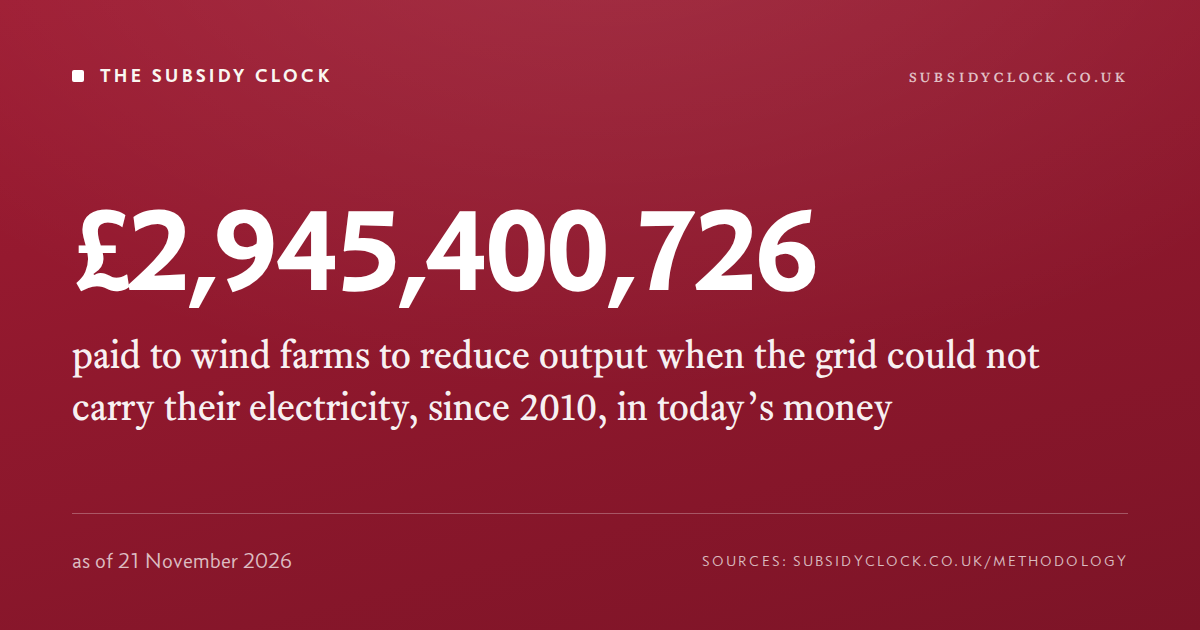 THE SUBSIDY CLOCK
SUBSIDYCLOCK.CO.UK
£2,945,400,726
paid to wind farms to reduce output when the grid could not
carry their electricity, since 2010, in today’s money
as of 21 November 2026
SOURCES: SUBSIDYCLOCK.CO.UK/METHODOLOGY